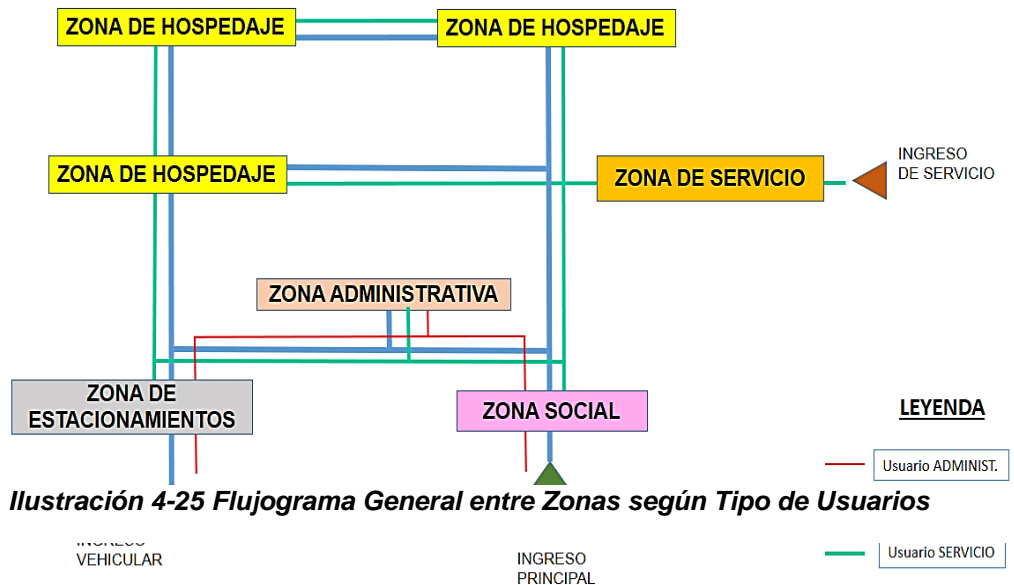 ZONA DE HOSPEDAJE
ZONA DE HOSPEDAJE
ZONA DE HOSPEDAJE
ZONA DE SERVICIO
INGRESO
DE SERVICIO
ZONA ADMINISTRATIVA
ZONA DE
ESTACIONAMIENTOS
ZONA SOCIAL
LEYENDA
Usuario ADMINIST.
Ilustración 4-25 Flujograma General entre Zonas según Tipo de Usuarios
VEHICULAR
INGRESO
PRINCIPAL
Usuario SERVICIO